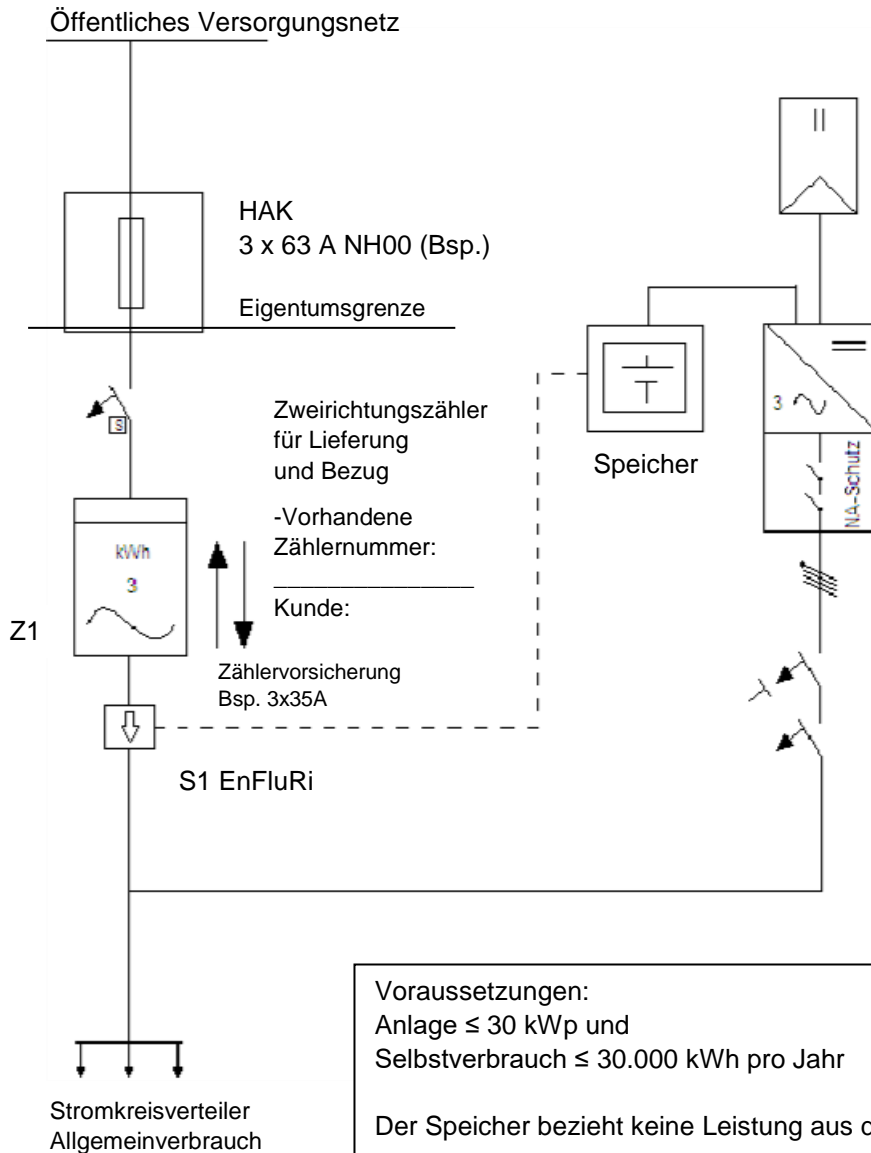 Öffentliches Versorgungsnetz
HAK
3 x 63 A NH00 (Bsp.)
Eigentumsgrenze
S
Zweirichtungszähler
für Lieferung
und Bezug
-Vorhandene
Zählernummer:
_________________
Kunde:
kWh
3
Z1
Zählervorsicherung
Bsp. 3x35A
S1 EnFluRi
Speicher
3
NA-Schutz
Voraussetzungen:
Anlage ≤ 30 kWp und
Selbstverbrauch ≤ 30.000 kWh pro Jahr
Der Speicher bezieht keine Leistung aus
Stromkreisverteiler
Allgemeinverbrauch